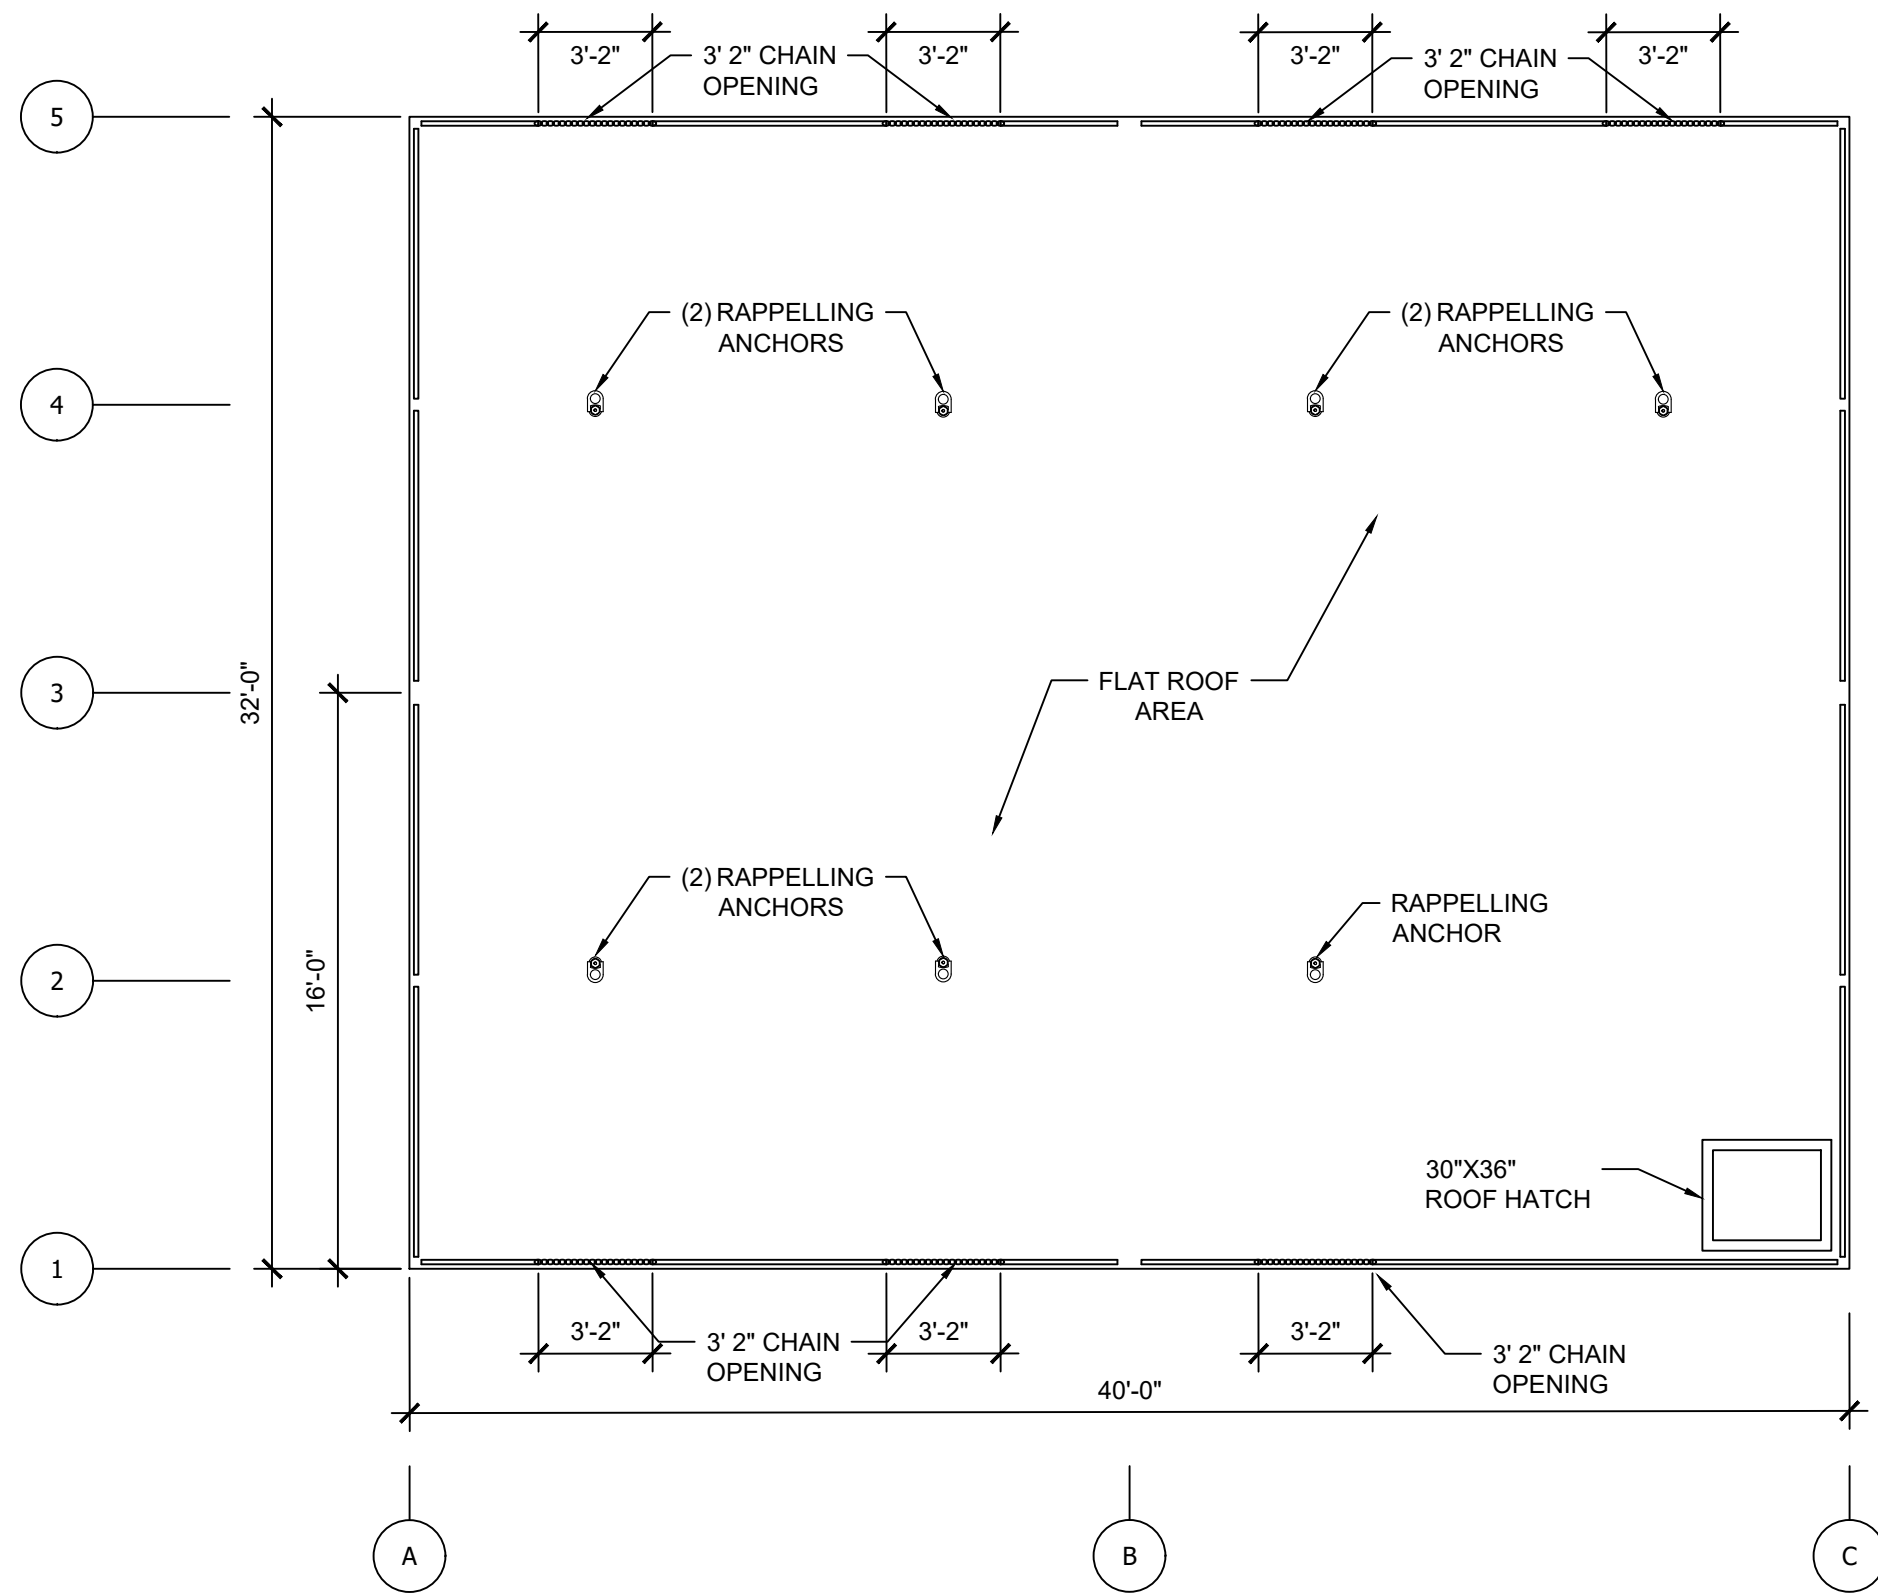 3'-2"
3'-2"
3'-2"
3'-2"
3' 2" CHAIN
OPENING
3' 2" CHAIN
OPENING
5
(2) RAPPELLING
ANCHORS
(2) RAPPELLING
ANCHORS
4
3
32'-0"
FLAT ROOF
AREA
(2) RAPPELLING
ANCHORS
RAPPELLING
ANCHOR
2
16'-0"
30"X36"
ROOF HATCH
1
3'-2"
3' 2" CHAIN
OPENING
3'-2"
3'-2"
3' 2" CHAIN
OPENING
40'-0"
A
B
C